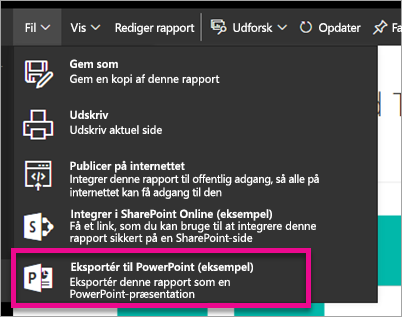 Fil Vis Rediger rapport Udforsk Opdater
Gem som
Gem en kopi af denne rapport
Udskriv
Udskriv aktuel side
Publicer på internettet
Integrer denne rapport til offentlig adgang, så alle på
internettet kan få adgang til den
Integrer i SharePoint Online (eksempel)
Få et link, som du kan bruge til at integrere denne
rapport sikkert på en SharePoint-side
Eksportér til PowerPoint (eksempel)
Eksportér denne rapport som en
PowerPoint-præsentation